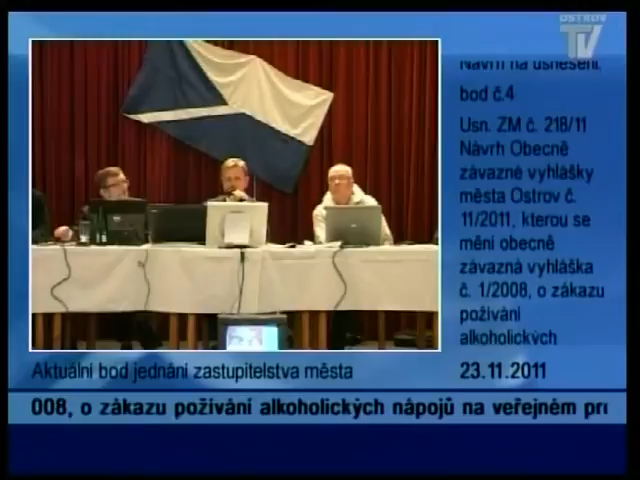 OSTROV
TV
Návrh na usnesení:
bod č.4
Usn. ZM č. 218/11
Návrh Obecně
závazné vyhlášky
města Ostrov č.
11/2011, kterou se
mění obecně
závazná vyhláška
č. 1/2008, o zákazu
požívání
alkoholických
Aktuální bod jednání zastupitelstva města
23.11.2011
008, o zákazu požívání alkoholických nápojů na veřejném pr